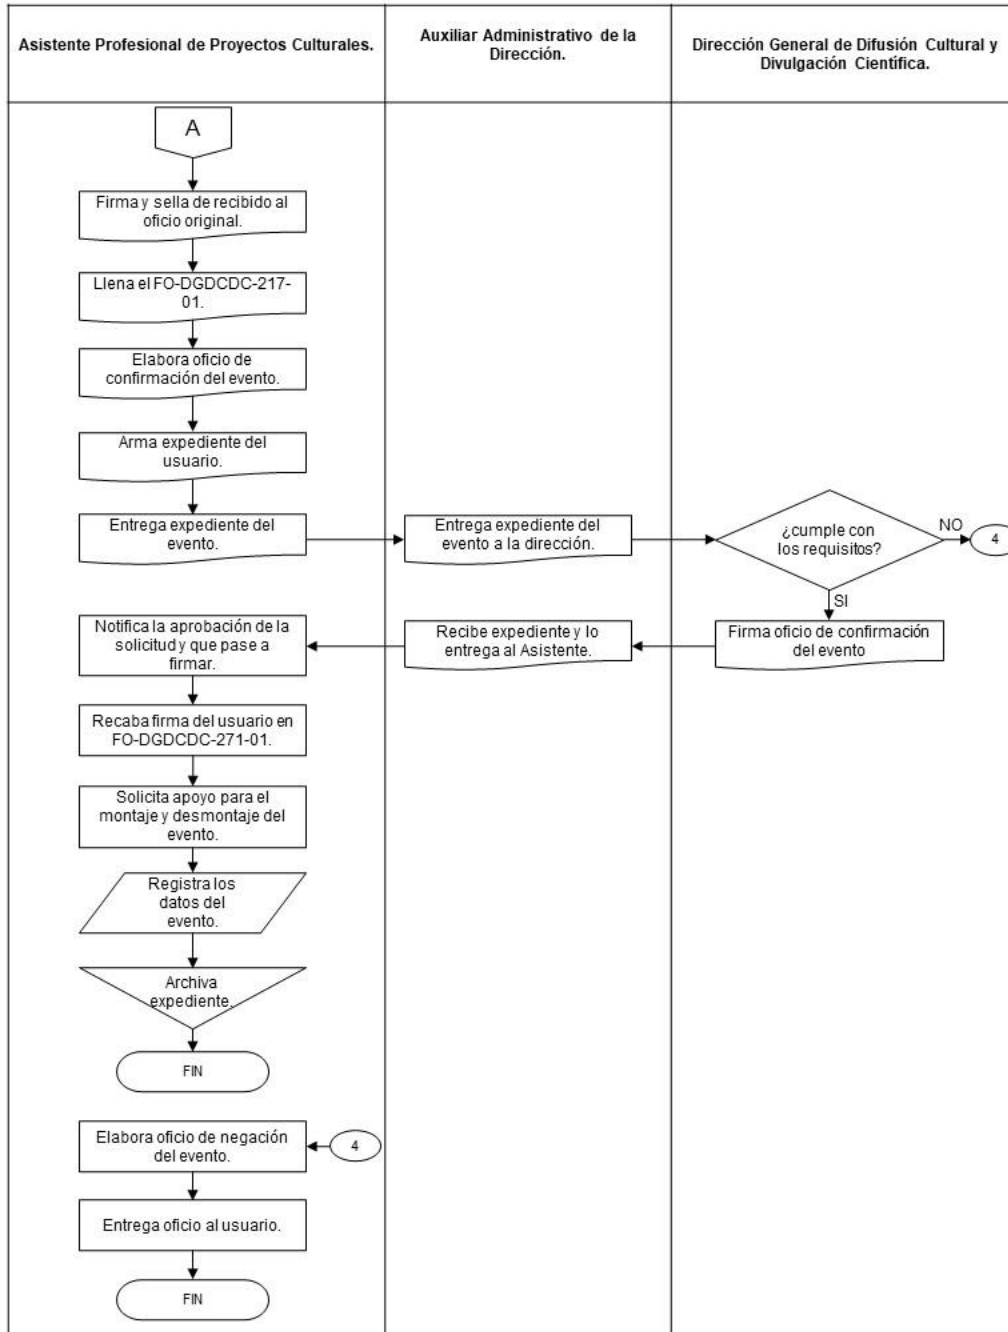 Asistente Profesional de Proyectos Culturales.
Auxiliar Administrativo de la
Dirección.
Dirección General de Difusión Cultural y
Divulgación Científica.
A
Firma y sella de recibido al
oficio original.
Llena el FO-DGDCDC-217-
01.
Elabora oficio de
confirmación del evento.
Arma expediente del
usuario.
Entrega expediente del
evento.
Entrega expediente del
evento a la dirección.
¿cumple con
los requisitos?
NO
4
SI
Firma oficio de confirmación
del evento
Recibe expediente y lo
entrega al Asistente.
Notifica la aprobación de la
solicitud y que pase a
firmar.
Recaba firma del usuario en
FO-DGDCDC-271-01.
Solicita apoyo para el
montaje y desmontaje del
evento.
Registra los
datos del
evento.
Archiva
expediente.
FIN
Elabora oficio de negación
del evento.
4
Entrega oficio al usuario.
FIN